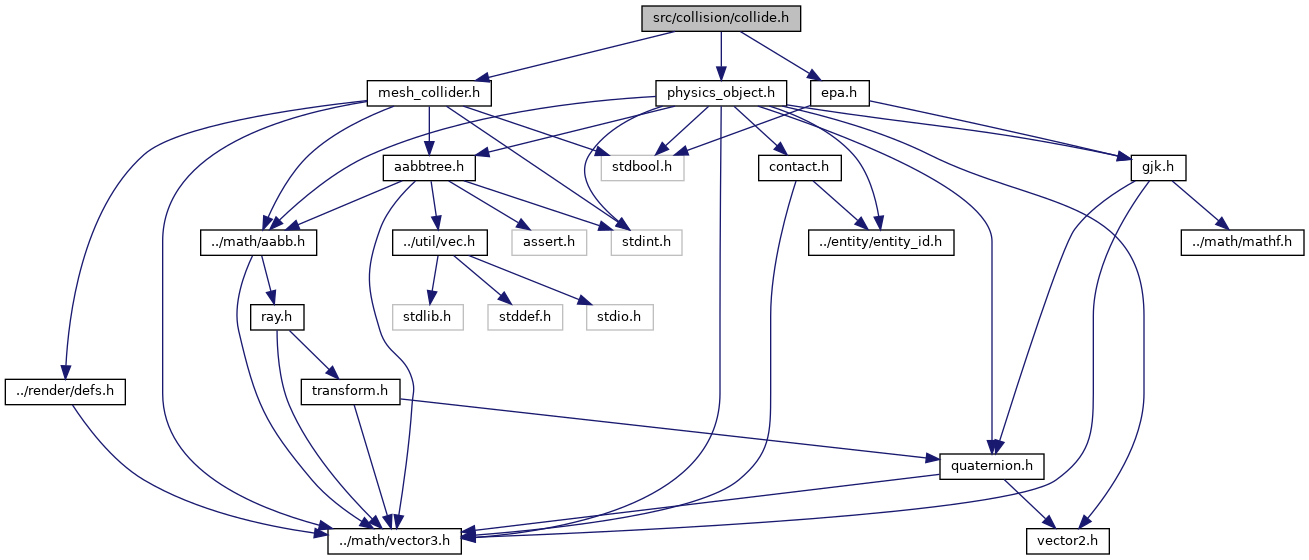 src/collision/collide.h
mesh_collider.h
physics_object.h
epa.h
aabbtree.h
stdbool.h
contact.h
gjk.h
../math/aabb.h
../util/vec.h
assert.h
stdint.h
../entity/entity_id.h
../math/mathf.h
ray.h
stdlib.h
stddef.h
stdio.h
../render/defs.h
transform.h
quaternion.h
../math/vector3.h
vector2.h